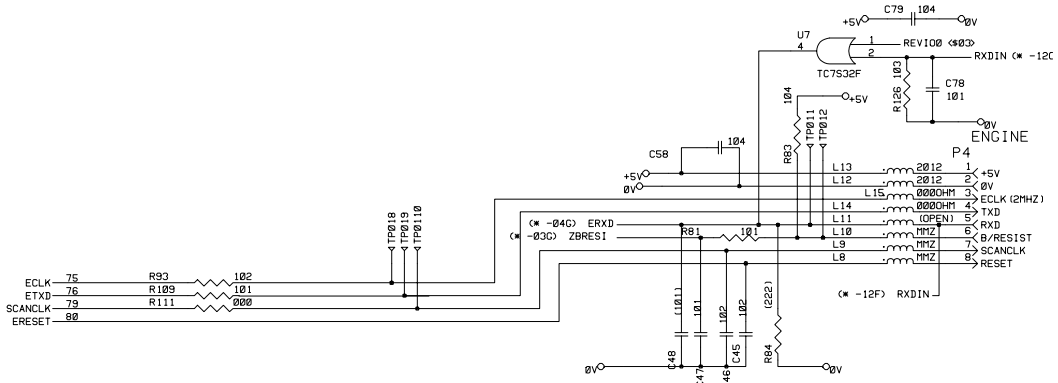 C79 104
+5V 0V
U7
4 1 REVIO0 <$03>
2 RXDIN (* -12
TC7S32F
R126 103
C78
101
104
+5V
0V
ENGINE
R83
TP011
TP012
P4
C58 104
+5V L13 2012 1 +5V
0V L12 2012 2 0V
L15 000OHM 3 ECLK(2MHZ)
L14 000OHM 4 TXD
(* -04G) ERXD L11 (OPEN) 5 RXD
(* -03G) ZBRESI R81 101 L10 MMZ 6 B/RESIST
L9 MMZ 7 SCANCLK
L8 MMZ 8 RESET
TP018
TP019
TP0110
ECLK 75 R93 102
ETXD 76 R109 101
SCANCLK 79 R111 000
ERESET 80
(* -12F) RXDIN
(101)
101
102
102
(222)
C48
C47
46
C45
R84
0V 0V